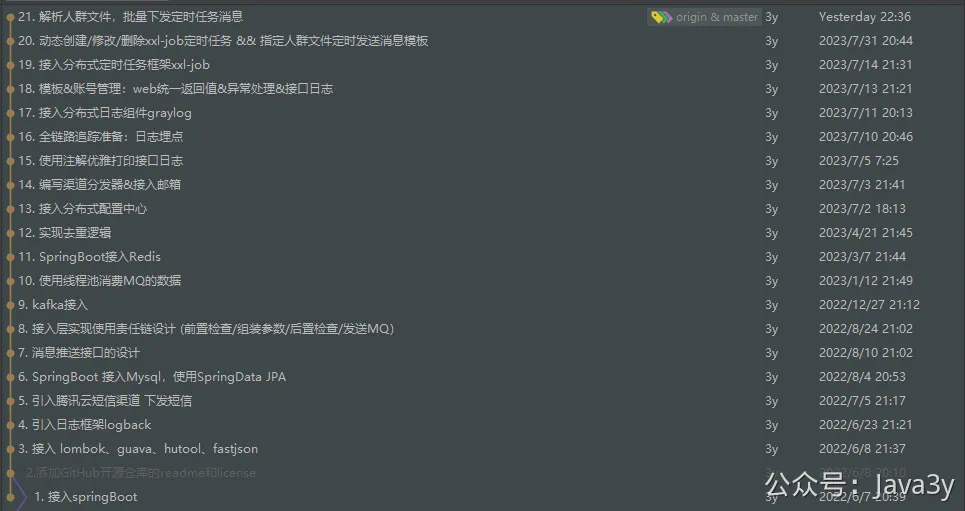 21. 解析人群文件，批量下发定时任务消息 origin & master 3y Yesterday 22:36
20. 动态创建/修改/删除xxl-job定时任务 && 指定人群文件定时发送消息模板 3y 2023/7/31 20:44
19. 接入分布式定时任务框架xxl-job 3y 2023/7/14 21:31
18. 模板&账号管理：web统一返回值&异常处理&接口日志 3y 2023/7/13 21:21
17. 接入分布式日志组件graylog 3y 2023/7/11 20:13
16. 全链路追踪准备：日志埋点 3y 2023/7/10 20:46
15. 使用注解优雅打印接口日志 3y 2023/7/5 7:25
14. 编写渠道分发器&接入邮箱 3y 2023/7/3 21:41
13. 接入分布式配置中心 3y 2023/7/2 18:13
12. 实现去重逻辑 3y 2023/4/21 21:45
11. SpringBoot接入Redis 3y 2023/3/7 21:44
10. 使用线程池消费MQ的数据 3y 2023/1/12 21:49
9. kafka接入 3y 2022/12/27 21:12
8. 接入层实现使用责任链设计 (前置检查/组装参数/后置检查/发送MQ) 3y 2022/8/24 21:02
7. 消息推送接口的设计 3y 2022/8/10 21:02
6. SpringBoot 接入Mysql，使用SpringData JPA 3y 2022/8/4 20:53
5. 引入腾讯云短信渠道 下发短信 3y 2022/7/5 21:17
4. 引入日志框架logback 3y 2022/6/23 21:21
3. 接入 lombok、guava、hutool、fastjson 3y 2022/6/8 21:37
2.添加GitHub开源仓库的readme和license 3y 2022/6/8 20:10
1. 接入springBoot 3y 2022/6/7 20:39
公众号：Java3y